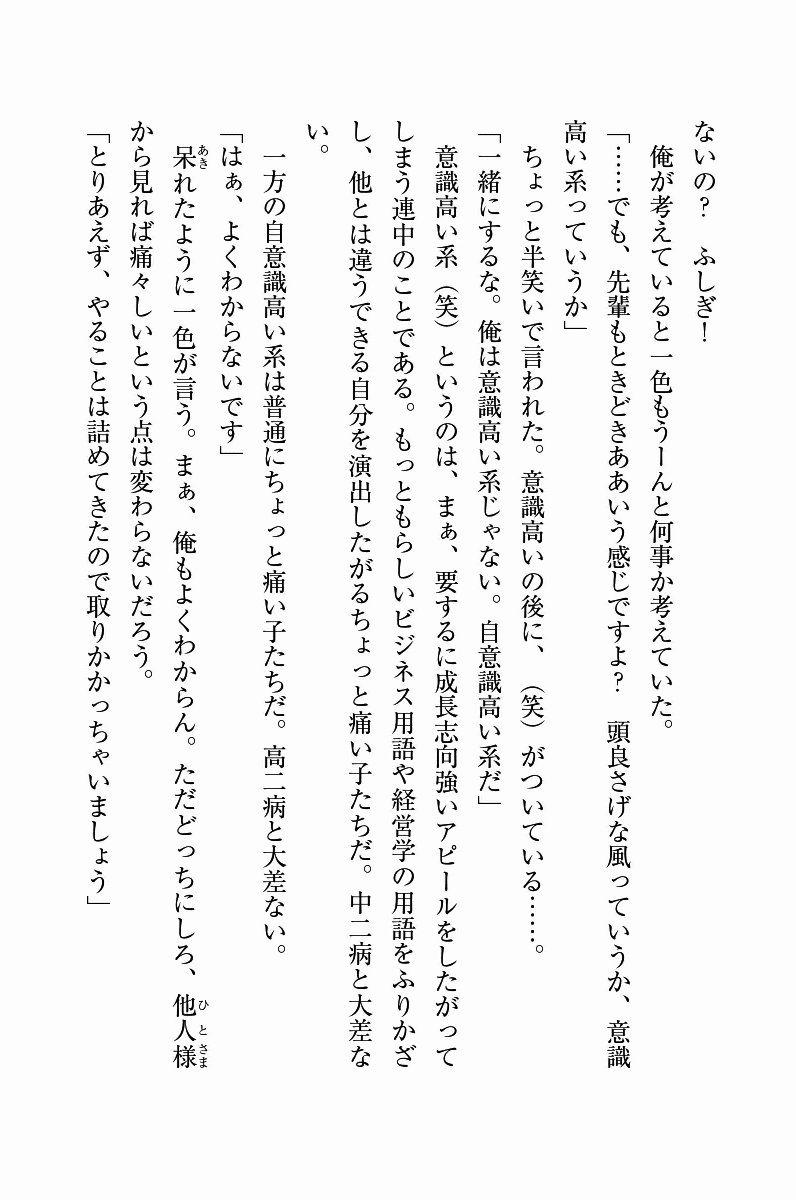 ないの？　ふしぎ！
　俺が考えていると一色もうーんと何事か考えていた。
「……でも、先輩もときどきああいう感じですよ？　頭良さげな風っていうか、意識
高い系っていうか」
　ちょっと半笑いで言われた。意識高いの後に、（笑）がついている……。
「一緒にするな。俺は意識高い系じゃない。自意識高い系だ」
　意識高い系（笑）というのは、まぁ、要するに成長志向強いアピールをしたがって
しまう連中のことである。もっともらしいビジネス用語や経営学の用語をふりかざ
し、他とは違うできる自分を演出したがるちょっと痛い子たちだ。中二病と大差な
い。
　一方の自意識高い系は普通にちょっと痛い子たちだ。高二病と大差ない。
「はぁ、よくわからないです」
　呆あきれたように一色が言う。まぁ、俺もよくわからん。ただどっちにしろ、他人様ひとさま
から見れば痛々しいという点は変わらないだろう。
「とりあえず、やることは詰めてきたので取りかかっちゃいましょう」